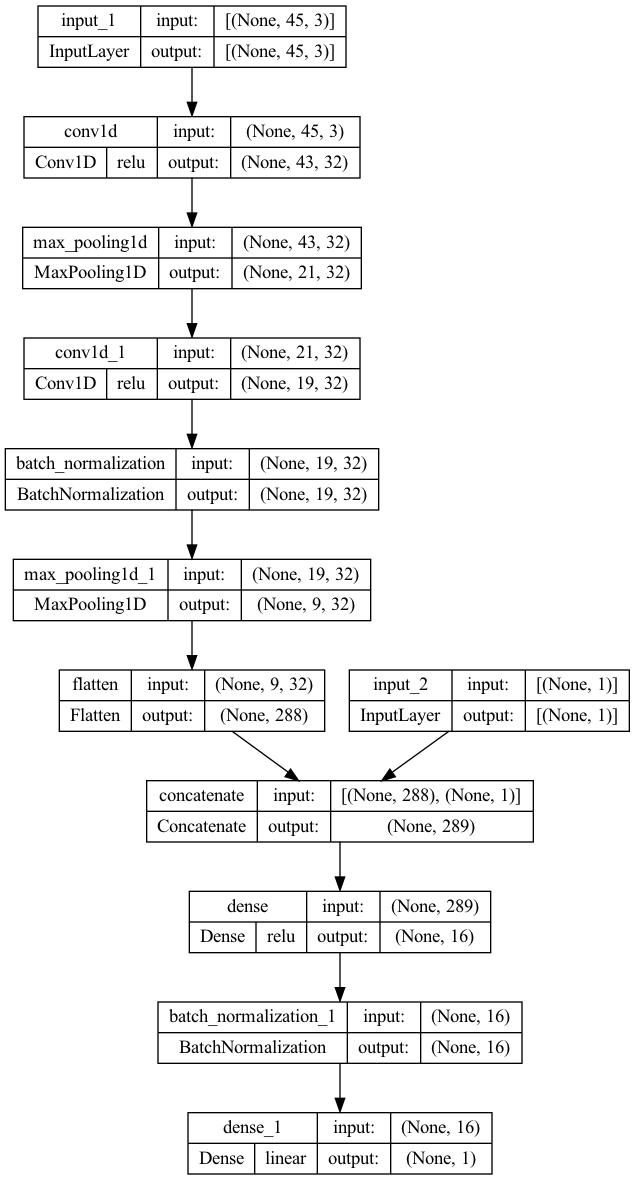 input_1 input: [(None, 45, 3)]
InputLayer output: [(None, 45, 3)]
conv1d input: (None, 45, 3)
Conv1D relu output: (None, 43, 32)
max_pooling1d input: (None, 43, 32)
MaxPooling1D output: (None, 21, 32)
conv1d_1 input: (None, 21, 32)
Conv1D relu output: (None, 19, 32)
batch_normalization input: (None, 19, 32)
BatchNormalization output: (None, 19, 32)
max_pooling1d_1 input: (None, 19, 32)
MaxPooling1D output: (None, 9, 32)
flatten input: (None, 9, 32)
Flatten output: (None, 288)
input_2 input: [(None, 1)]
InputLayer output: [(None, 1)]
concatenate input: [(None, 288), (None, 1)]
Concatenate output: (None, 289)
dense input: (None, 289)
Dense relu output: (None, 16)
batch_normalization_1 input: (None, 16)
BatchNormalization output: (None, 16)
dense_1 input: (None, 16)
Dense linear output: (None, 1)